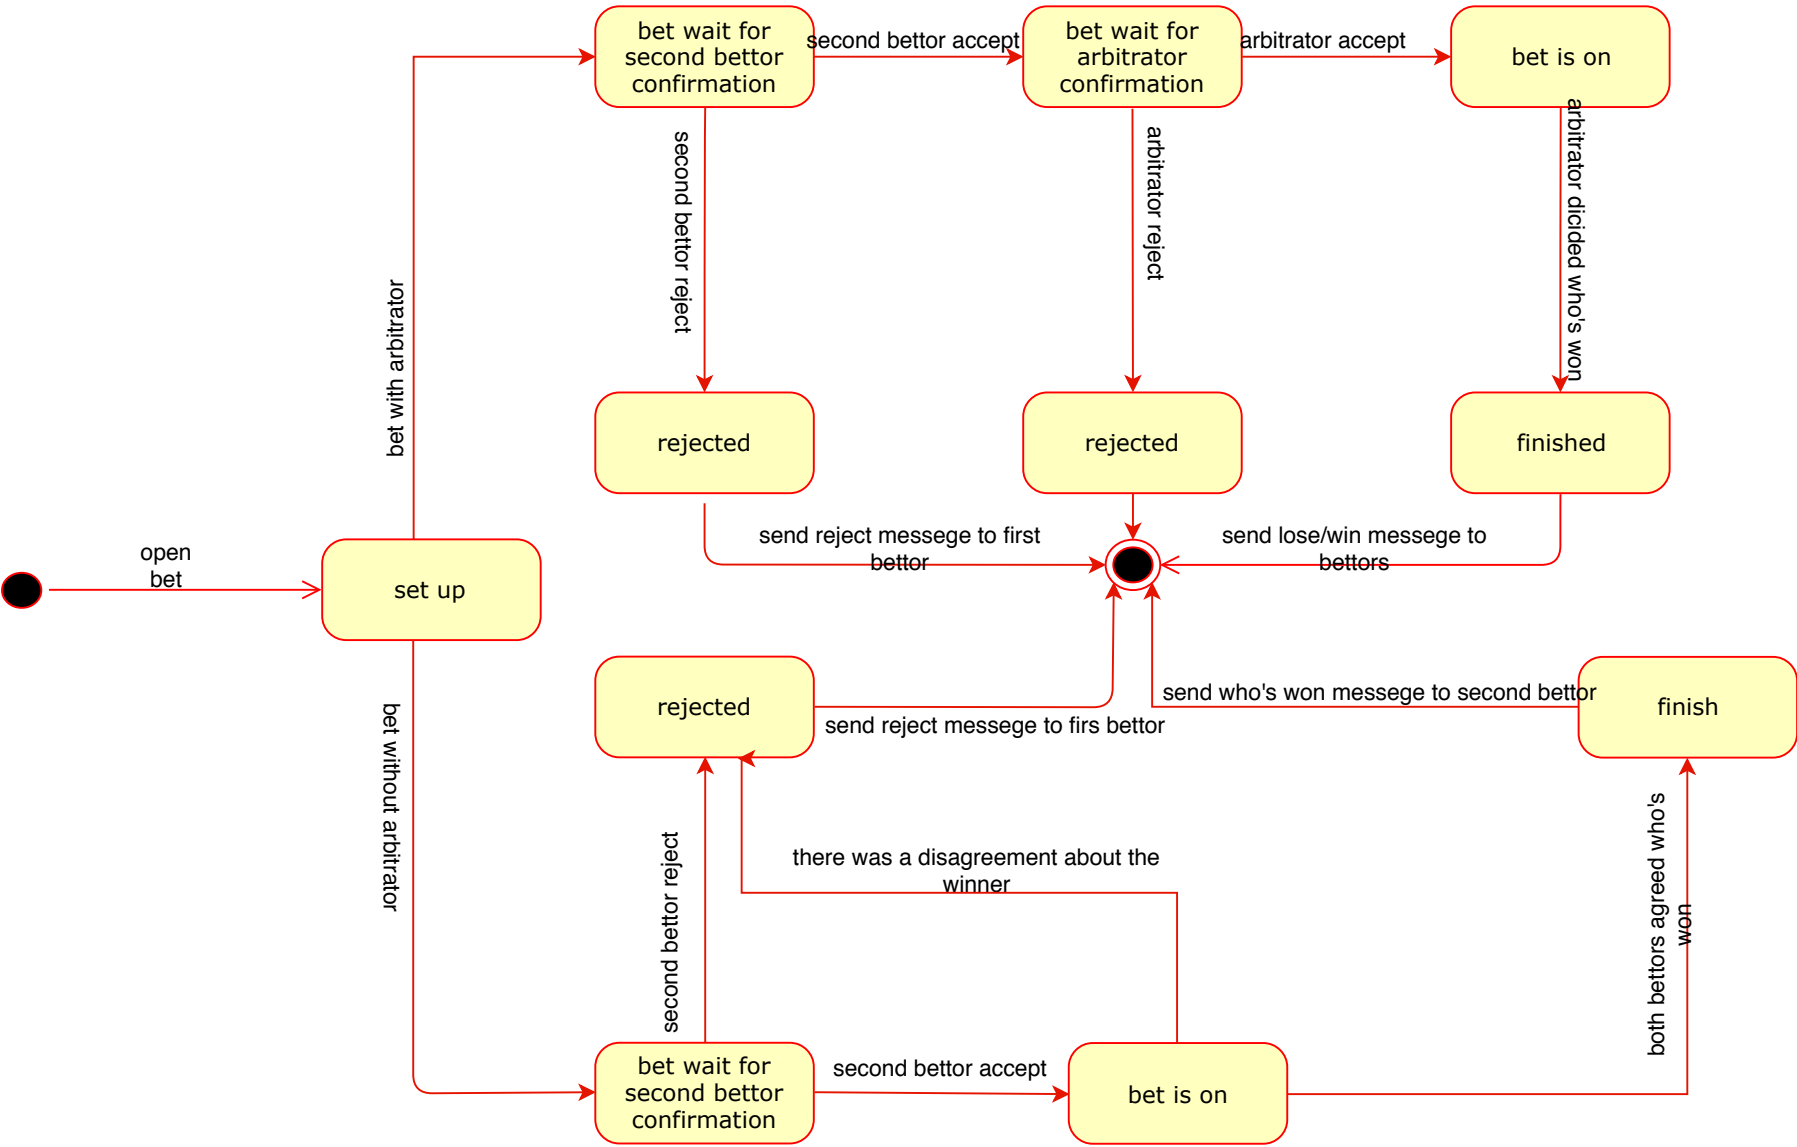 bet wait for
second bettor
confirmation
second bettor accept
bet wait for
arbitrator
confirmation
arbitrator accept
bet is on
second bettor reject
arbitrator reject
arbitrator dicided who's won
bet with arbitrator
rejected
rejected
finished
open
bet
set up
send reject messege to first
bettor
send lose/win messege to
bettors
bet without arbitrator
rejected
send reject messege to firs bettor
send who's won messege to second bettor
finish
second bettor reject
there was a disagreement about the
winner
both bettors agreed who's
won
bet wait for
second bettor
confirmation
second bettor accept
bet is on